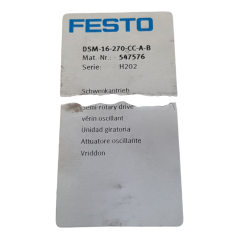 FESTO
DSM-16-270-CC-A-B
Mat.-Nr.: 547576
Serie: H202
Schwenkantrieb
Semi-rotary drive
vérin oscillant
Unidad giratoria
Attuatore oscillante
Vriddon